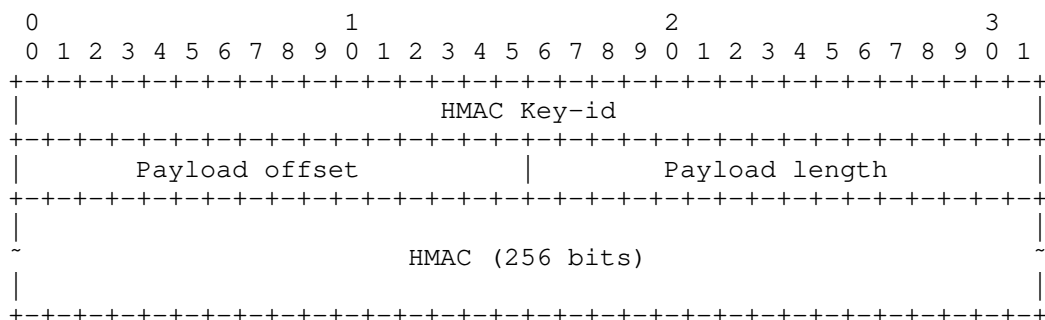 0                   1                   2                   3
 0 1 2 3 4 5 6 7 8 9 0 1 2 3 4 5 6 7 8 9 0 1 2 3 4 5 6 7 8 9 0 1
+-+-+-+-+-+-+-+-+-+-+-+-+-+-+-+-+-+-+-+-+-+-+-+-+-+-+-+-+-+-+-+-+
|                          HMAC Key-id                          |
+-+-+-+-+-+-+-+-+-+-+-+-+-+-+-+-+-+-+-+-+-+-+-+-+-+-+-+-+-+-+-+-+
|       Payload offset          |        Payload length         |
+-+-+-+-+-+-+-+-+-+-+-+-+-+-+-+-+-+-+-+-+-+-+-+-+-+-+-+-+-+-+-+-+
|                                                               |
~                        HMAC (256 bits)                        ~
|                                                               |
+-+-+-+-+-+-+-+-+-+-+-+-+-+-+-+-+-+-+-+-+-+-+-+-+-+-+-+-+-+-+-+-+